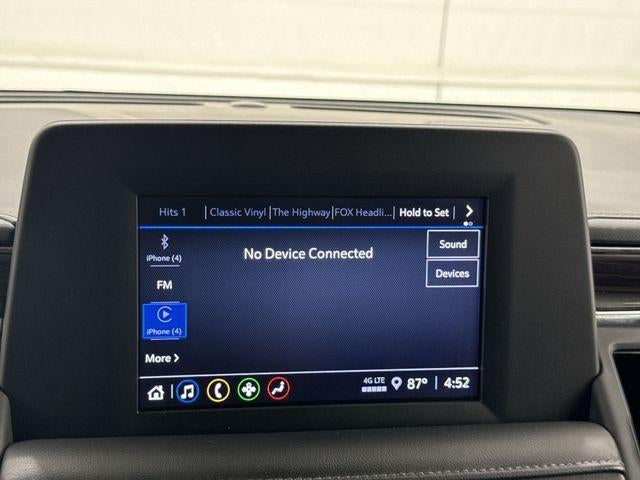 Hits 1 Classic Vinyl The Highway FOX Headli... Hold to Set
iPhone (4)
No Device Connected
Sound
FM
Devices
iPhone (4)
More
4G LTE 87° 4:52